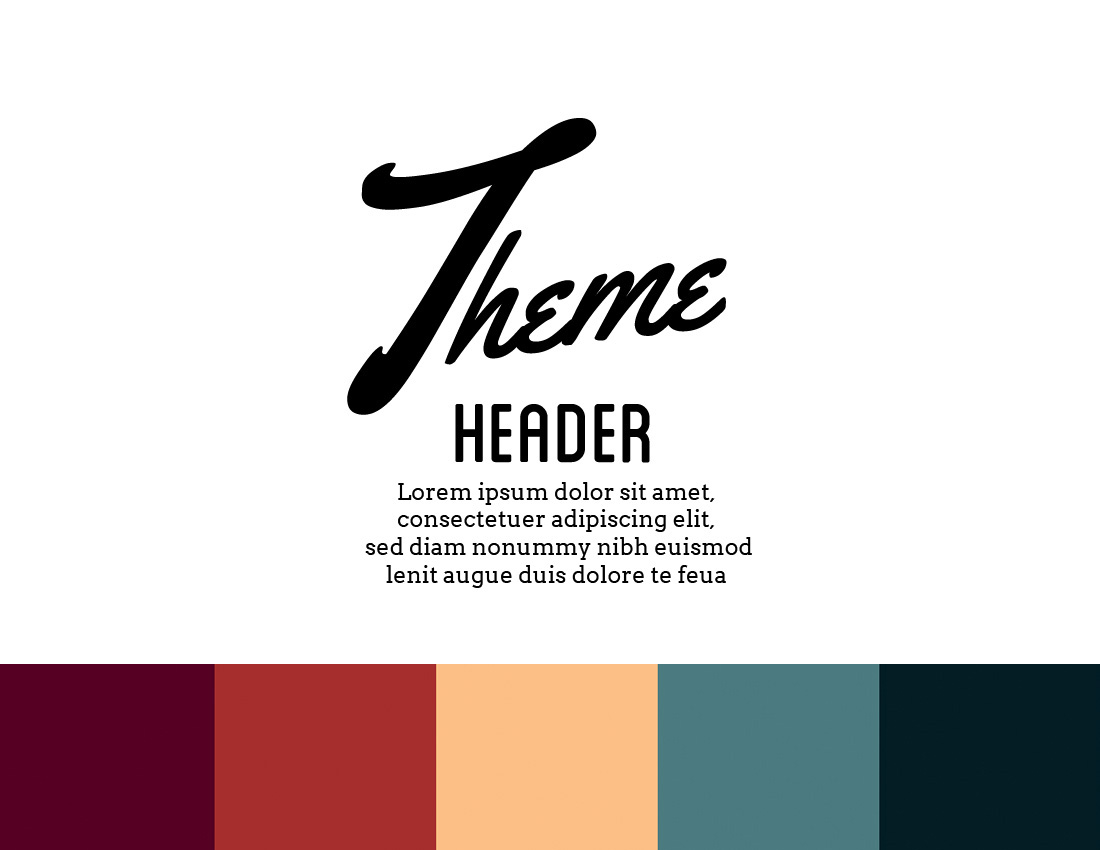 Theme
HEADER
Lorem ipsum dolor sit amet,
consectetuer adipiscing elit,
sed diam nonummy nibh euismod
lenit augue duis dolore te feua